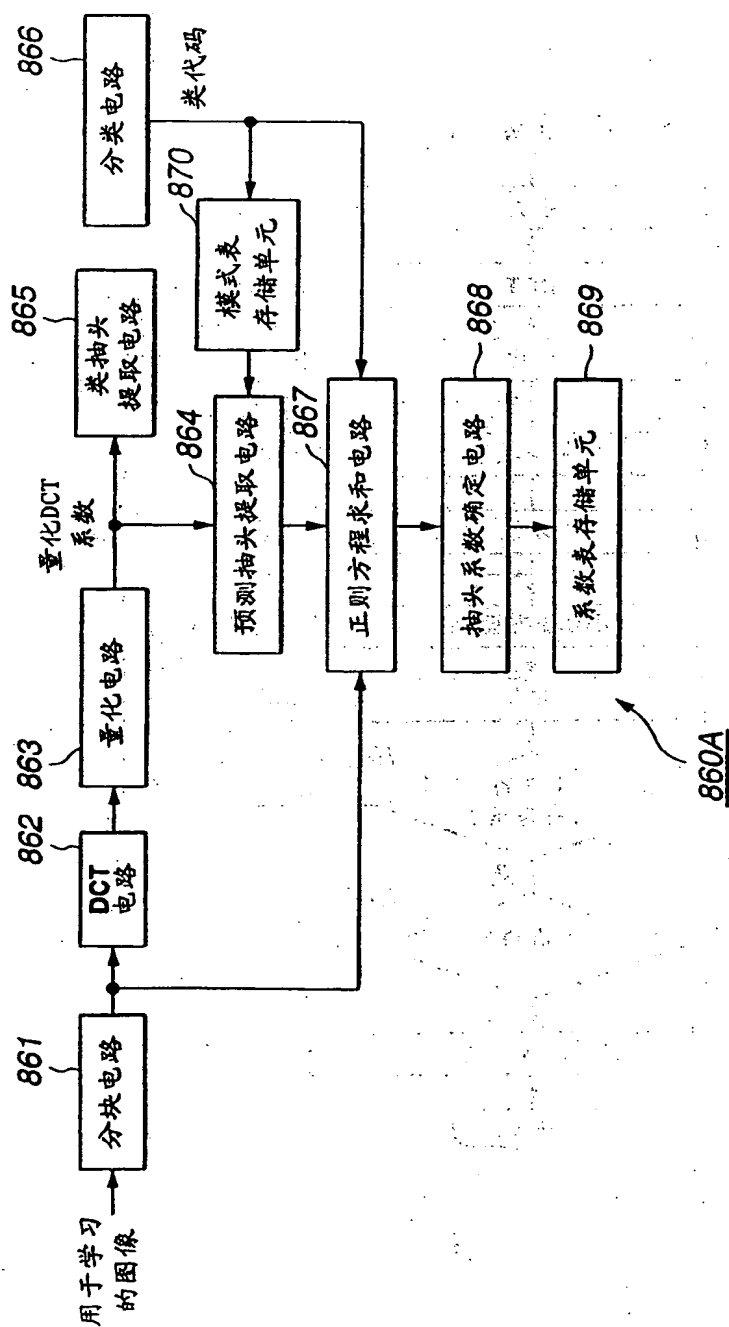 用于学习
的图像
861
分块电路
862
DCT
电路
863
量化电路
量化DCT
系数
865
类抽头
提取电路
866
分类电路
类代码
870
模式表
存储单元
864
预测抽头提取电路
867
正则方程求和电路
868
抽头系数确定电路
869
系数表存储单元
860A